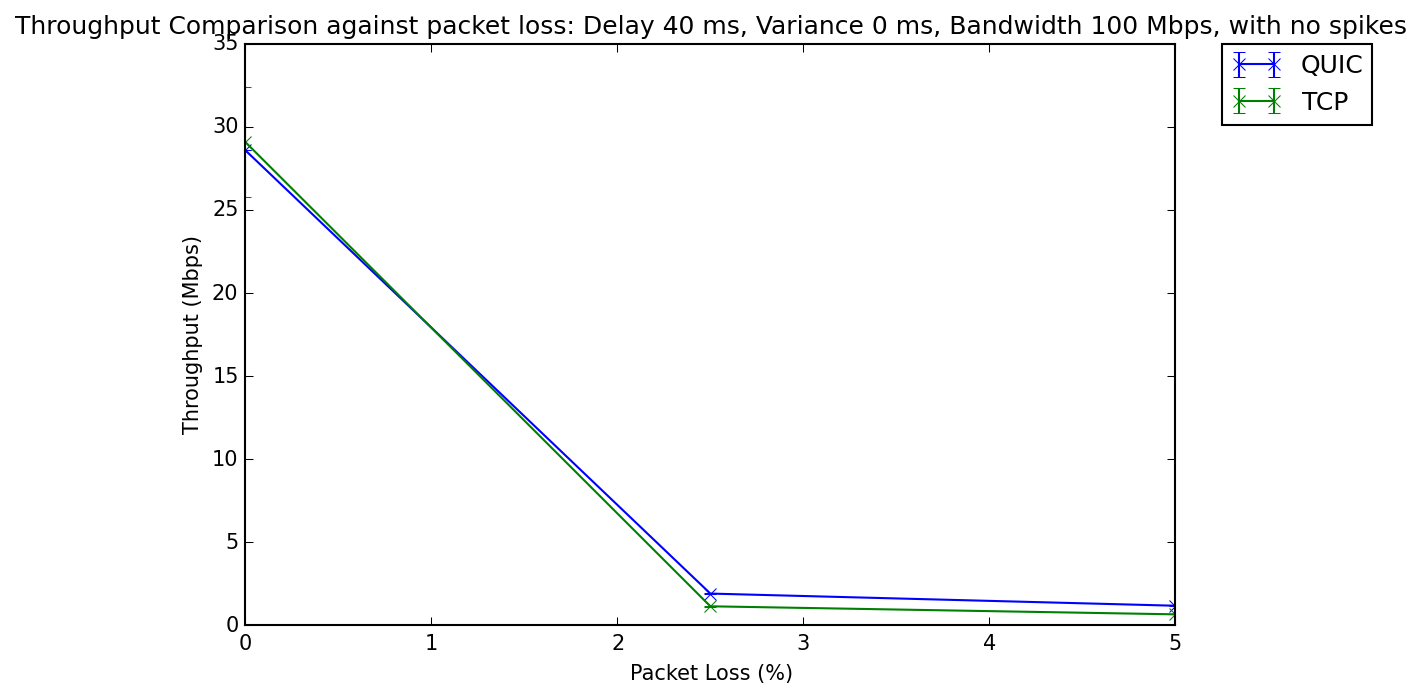 Throughput Comparison against packet loss: Delay 40 ms, Variance 0 ms, Bandwidth 100 Mbps, with no spikes
QUIC
TCP
35
30
25
20
15
10
5
0
Throughput (Mbps)
0 1 2 3 4 5
Packet Loss (%)